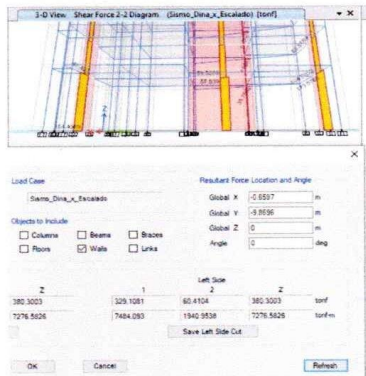 3-D View Shear Force 2-2 Diagram (Sismo_Dina_x_Escalado) [tonf]
Load Case
Resultant Force Location and Angle
Sismo_Dina_x_Escalado
Global X -0.6597 m
Global Y -9.8696 m
Global Z 0 m
Angle 0 deg
Objects to Include
Columns Beams Braces
Floors Walls Links
Left Side
Z 1 2 Z
380.3003 329.1081 60.4104 380.3003 tonf
7276.5826 7484.093 1940.9538 7276.5826 tonf-m
Save Left Side Cut
OK Cancel Refresh